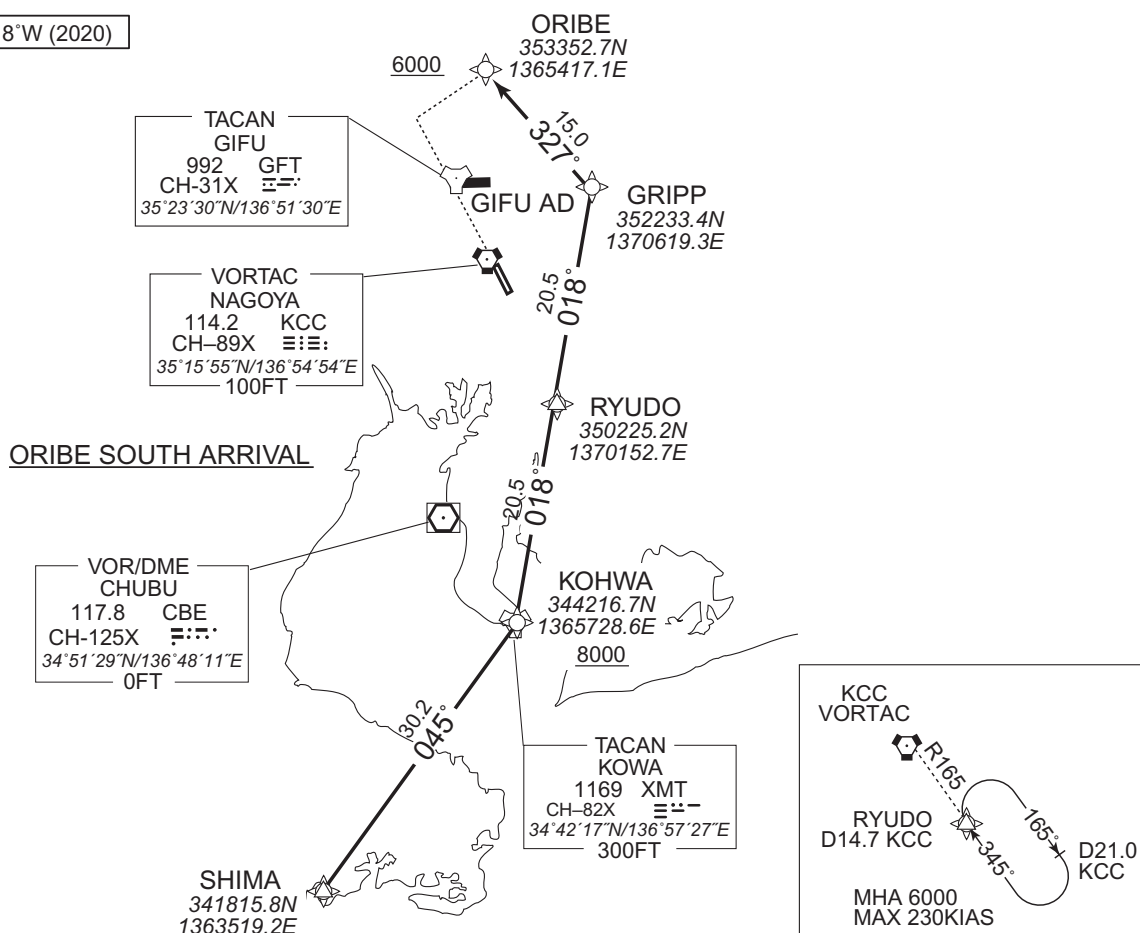 8°W (2020)
ORIBE
353352.7N
1365417.1E
6000
15.0
327°
TACAN
GIFU
992 GFT
CH-31X
35°23´30˝N/136°51´30˝E
GIFU AD
GRIPP
352233.4N
1370619.3E
VORTAC
NAGOYA
114.2 KCC
CH–89X
35°15´55˝N/136°54´54˝E
100FT
20.5
018°
RYUDO
350225.2N
1370152.7E
ORIBE SOUTH ARRIVAL
20.5
018°
VOR/DME
CHUBU
117.8 CBE
CH-125X
34°51´29˝N/136°48´11˝E
0FT
KOHWA
344216.7N
1365728.6E
8000
30.2
045°
TACAN
KOWA
1169 XMT
CH–82X
34°42´17˝N/136°57´27˝E
300FT
SHIMA
341815.8N
1363519.2E
KCC
VORTAC
R165
RYUDO
D14.7 KCC
165°
345°
D21.0
KCC
MHA 6000
MAX 230KIAS